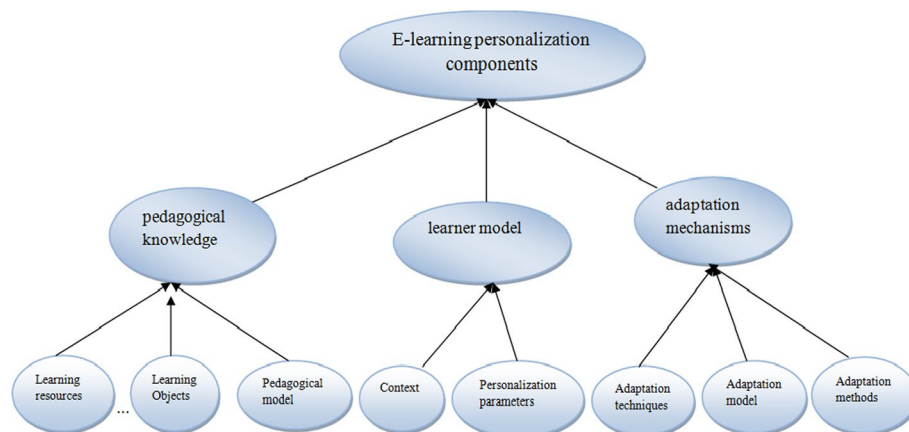 E-learning personalization
components
pedagogical
knowledge
learner model
adaptation
mechanisms
Learning
resources
...
Learning
Objects
Pedagogical
model
Context
Personalization
parameters
Adaptation
techniques
Adaptation
model
Adaptation
methods